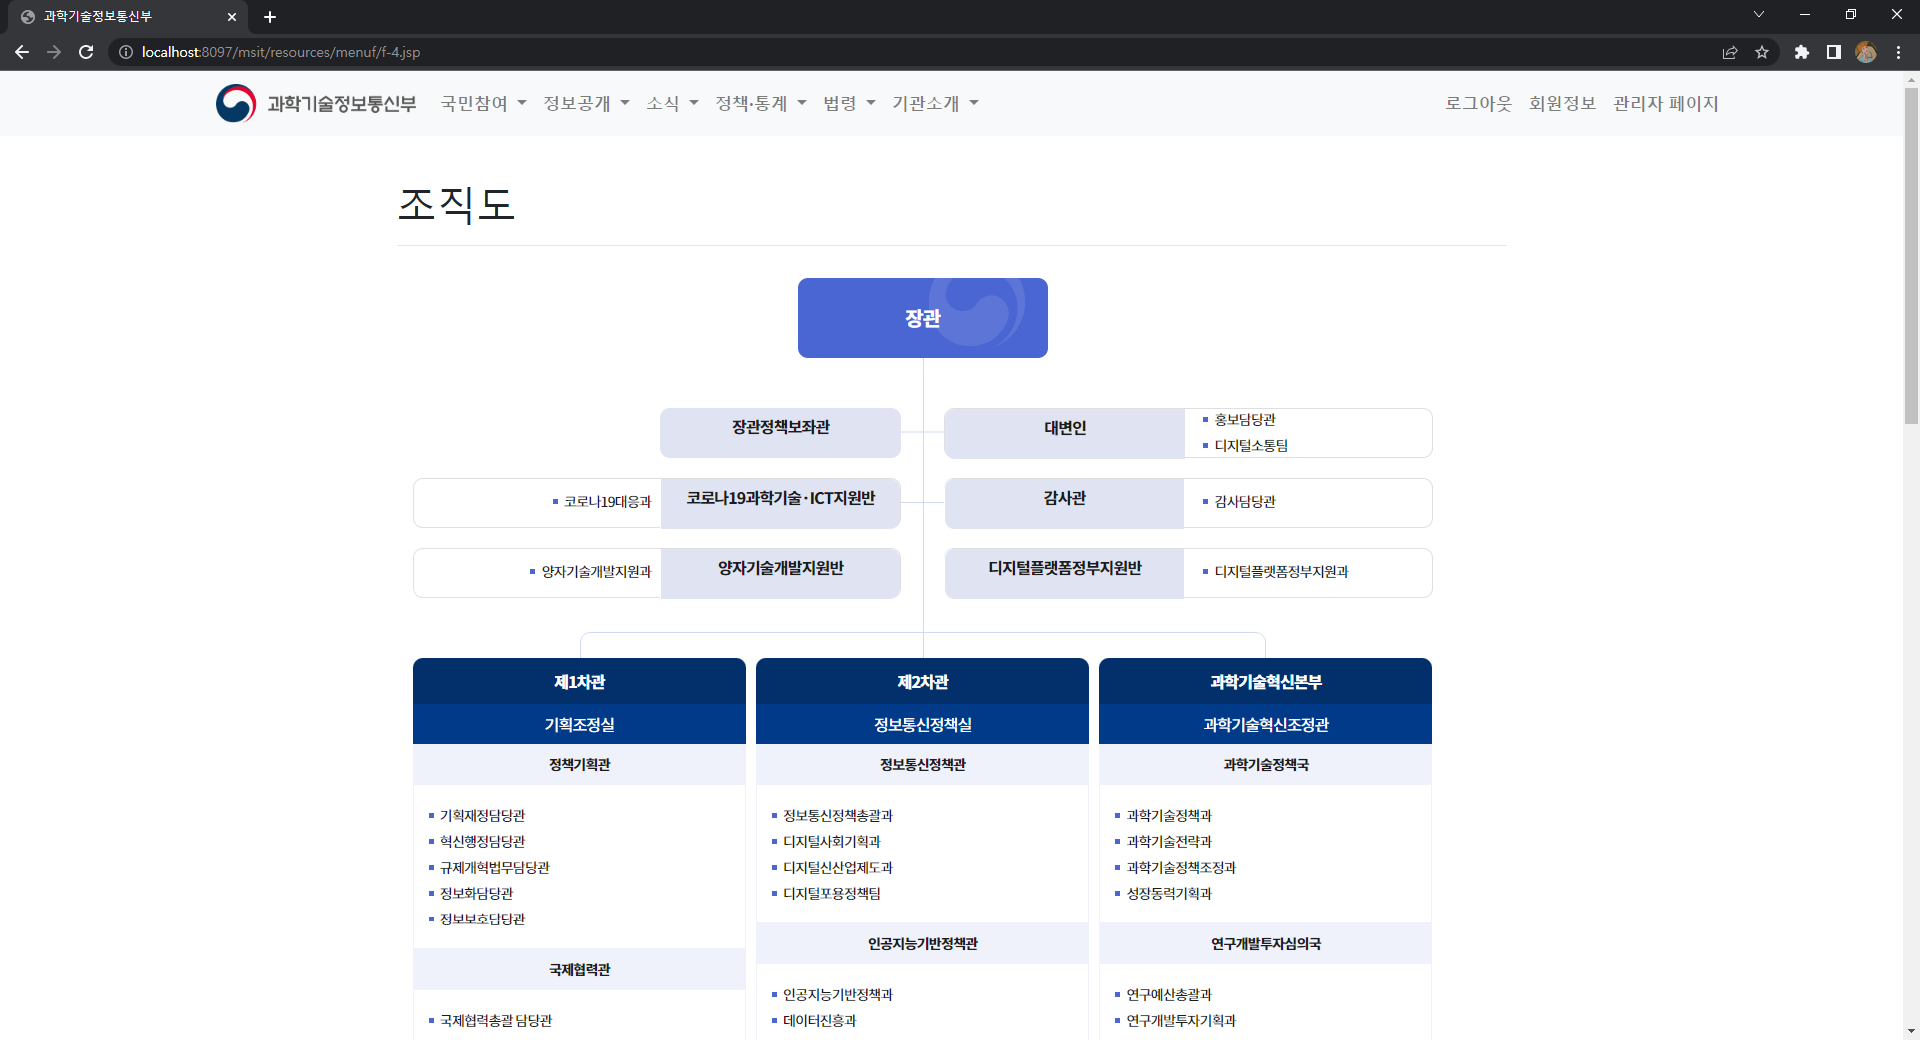 과학기술정보통신부
localhost:8097/msit/resources/menuf/f-4.jsp
과학기술정보통신부 국민참여 정보공개 소식 정책·통계 법령 기관소개 로그아웃 회원정보 관리자 페이지
조직도
장관
장관정책보좌관
대변인
홍보담당관
디지털소통팀
코로나19대응과
코로나19과학기술·ICT지원반
감사관
감사담당관
양자기술개발지원과
양자기술개발지원반
디지털플랫폼정부지원반
디지털플랫폼정부지원과
제1차관
기획조정실
정책기획관
기획재정담당관
혁신행정담당관
규제개혁법무담당관
정보화담당관
정보보호담당관
국제협력관
국제협력총괄 담당관
제2차관
정보통신정책실
정보통신정책관
정보통신정책총괄과
디지털사회기획과
디지털신산업제도과
디지털포용정책팀
인공지능기반정책관
인공지능기반정책과
데이터진흥과
과학기술혁신본부
과학기술혁신조정관
과학기술정책국
과학기술정책과
과학기술전략과
과학기술정책조정과
성장동력기획과
연구개발투자심의국
연구예산총괄과
연구개발투자기획과